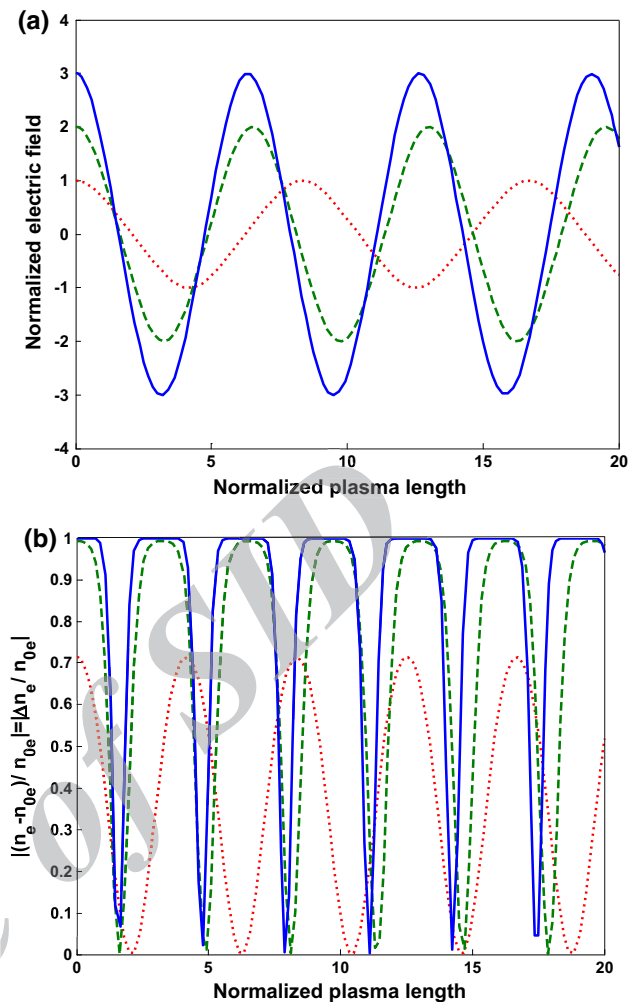 (a)
4
3
2
1
0
-1
-2
-3
-4
Normalized electric field
0 5 10 15 20
Normalized plasma length
(b)
1
0.9
0.8
0.7
0.6
0.5
0.4
0.3
0.2
0.1
0
|(n_e-n_0e)/ n_0e|=|Δn_e/ n_0e|
0 5 10 15 20
Normalized plasma length
of SID